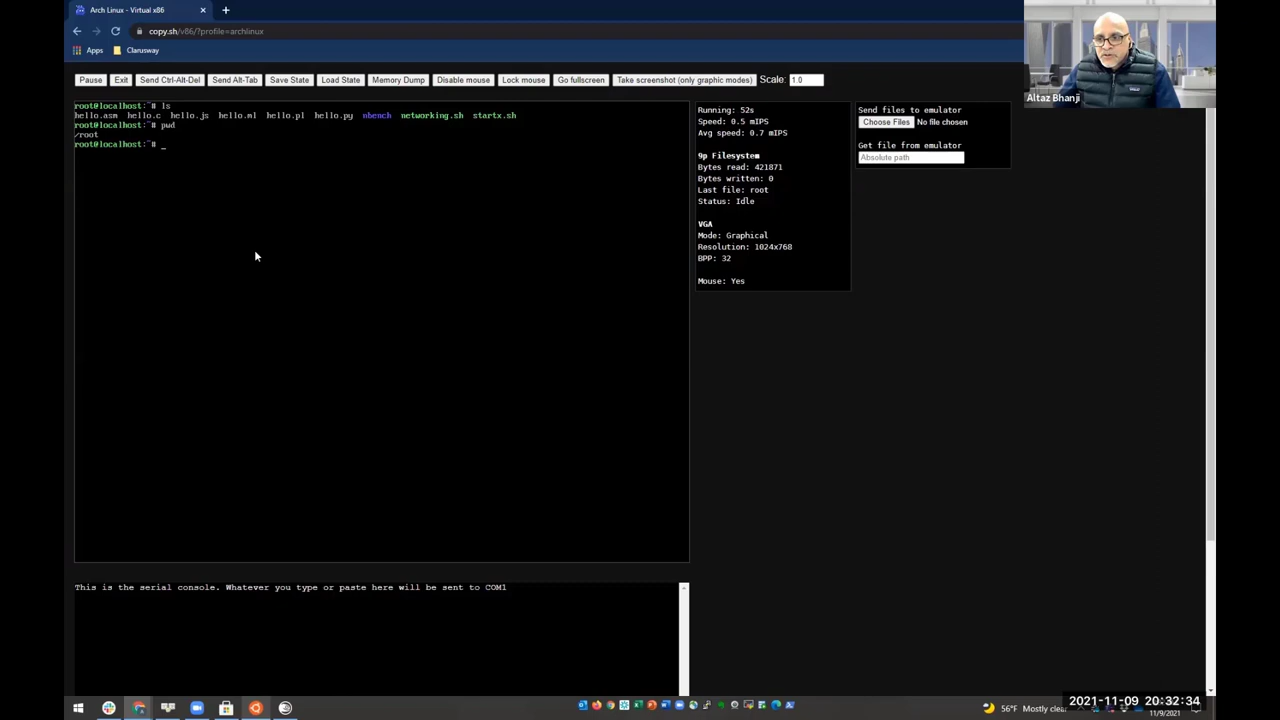 Arch Linux - Virtual x86
copy.sh/v86/?profile=archlinux
Apps Clarusway
Pause Exit Send Ctrl-Alt-Del Send Alt-Tab Save State Load State Memory Dump Disable mouse Lock mouse Go fullscreen Take screenshot (only graphic modes) Scale: 1.0
root@localhost:~# ls
hello.asm hello.c hello.js hello.ml hello.pl hello.py nbench networking.sh startx.sh
root@localhost:~# pwd
/root
root@localhost:~# _
Running: 52s
Speed: 0.5 mIPS
Avg speed: 0.7 mIPS
9p Filesystem
Bytes read: 421871
Bytes written: 0
Last file: root
Status: Idle
VGA
Mode: Graphical
Resolution: 1024x768
BPP: 32
Mouse: Yes
Send files to emulator
Choose Files No file chosen
Get file from emulator
Absolute path
Altaz Bhanji
This is the serial console. Whatever you type or paste here will be sent to COM1
56°F Mostly clear
2021-11-09 20:32:34
11/9/2021